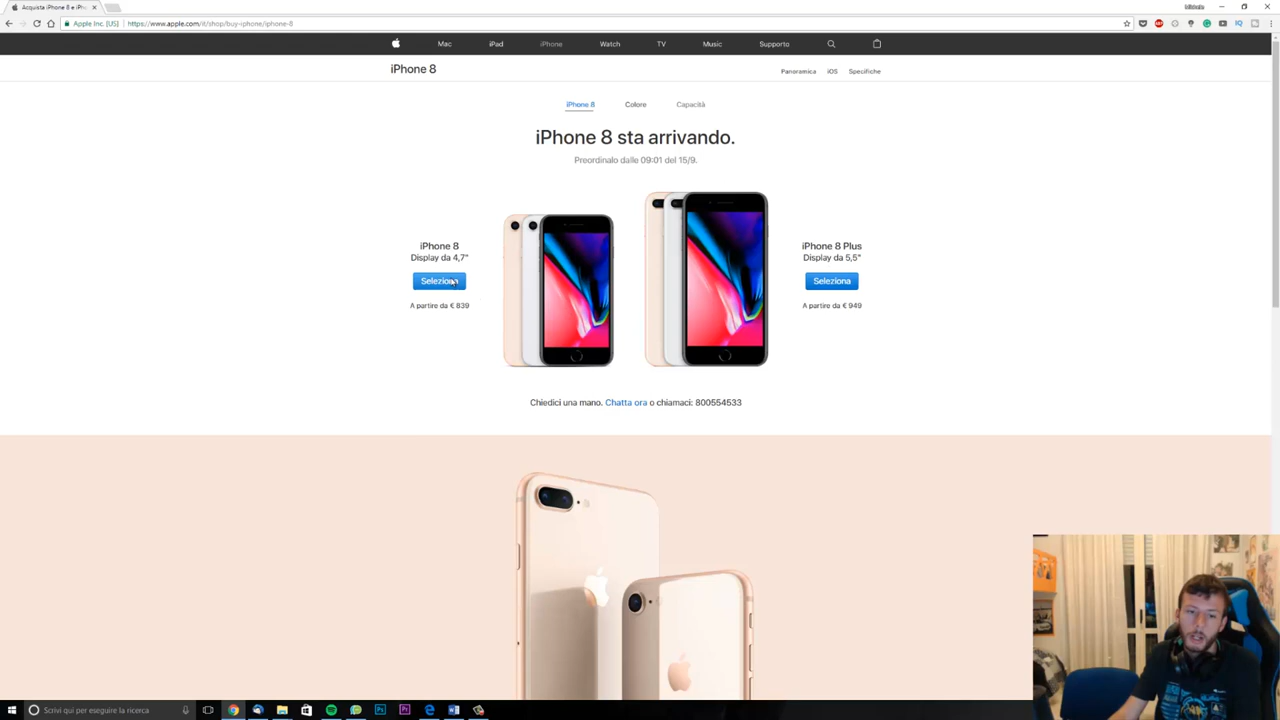 Acquista iPhone 8 e iPh
Apple Inc. [US]
https://www.apple.com/it/shop/buy-iphone/iphone-8
Mac
iPad
iPhone
Watch
TV
Music
Supporto
iPhone 8
Panoramica
iOS
Specifiche
iPhone 8
Colore
Capacità
iPhone 8 sta arrivando.
Preordinalo dalle 09:01 del 15/9.
iPhone 8
Display da 4,7"
Seleziona
A partire da € 839
iPhone 8 Plus
Display da 5,5"
Seleziona
A partire da € 949
Chiedici una mano. Chatta ora o chiamaci: 800554533
Scrivi qui per eseguire la ricerca